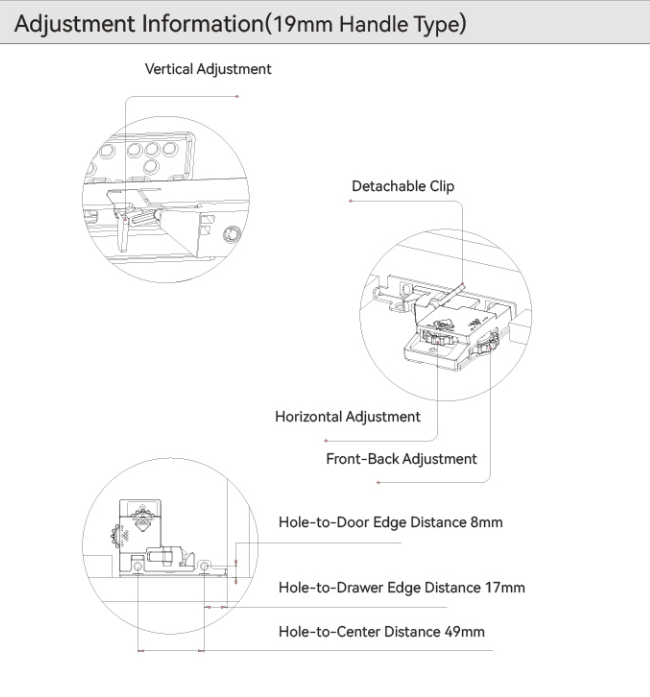 Adjustment Information(19mm Handle Type)
Vertical Adjustment
Detachable Clip
Horizontal Adjustment
Front-Back Adjustment
Hole-to-Door Edge Distance 8mm
Hole-to-Drawer Edge Distance 17mm
Hole-to-Center Distance 49mm